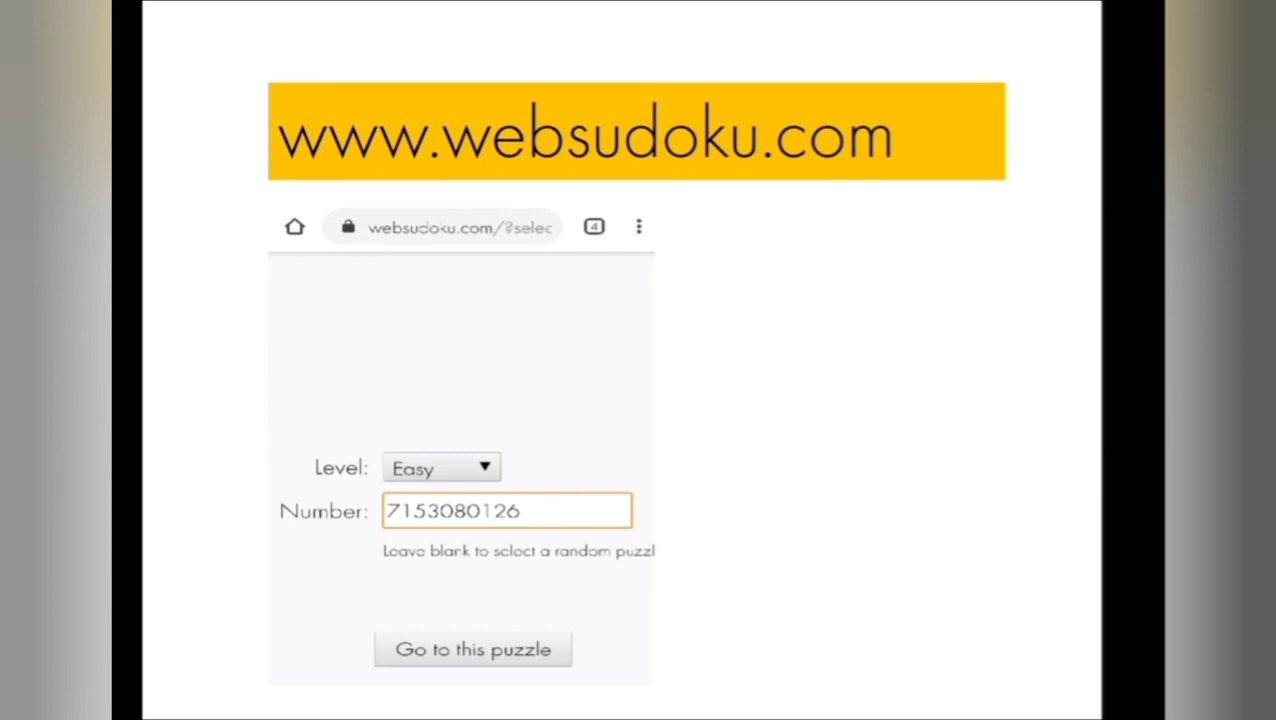 www.websudoku.com
websudoku.com/?selec
4
Level: Easy
Number: 7153080126
Leave blank to select a random puzzl
Go to this puzzle